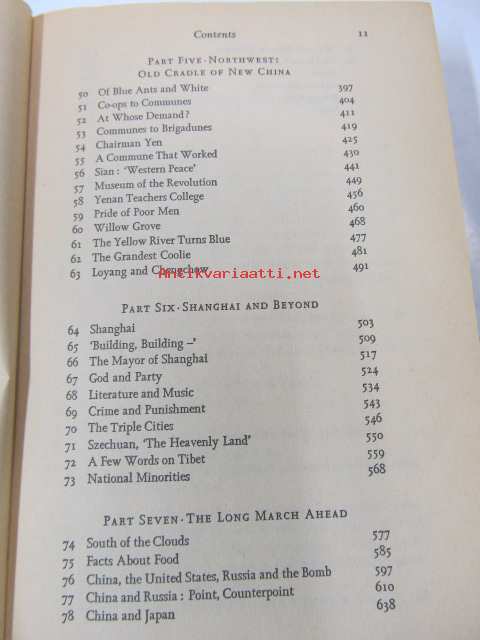 Contents 11
PART FIVE · NORTHWEST:
OLD CRADLE OF NEW CHINA
50 Of Blue Ants and White 397
51 Co-ops to Communes 404
52 At Whose Demand? 411
53 Communes to Brigadunes 419
54 Chairman Yen 425
55 A Commune That Worked 430
56 Sian : 'Western Peace' 441
57 Museum of the Revolution 449
58 Yenan Teachers College 456
59 Pride of Poor Men 460
60 Willow Grove 468
61 The Yellow River Turns Blue 477
62 The Grandest Coolie 481
63 Loyang and Chengchow 491
Antikvariaatti.net
PART SIX · SHANGHAI AND BEYOND
64 Shanghai 503
65 'Building, Building –' 509
66 The Mayor of Shanghai 517
67 God and Party 524
68 Literature and Music 534
69 Crime and Punishment 543
70 The Triple Cities 546
71 Szechuan, 'The Heavenly Land' 550
72 A Few Words on Tibet 559
73 National Minorities 568
PART SEVEN · THE LONG MARCH AHEAD
74 South of the Clouds 577
75 Facts About Food 585
76 China, the United States, Russia and the Bomb 597
77 China and Russia : Point, Counterpoint 610
78 China and Japan 638